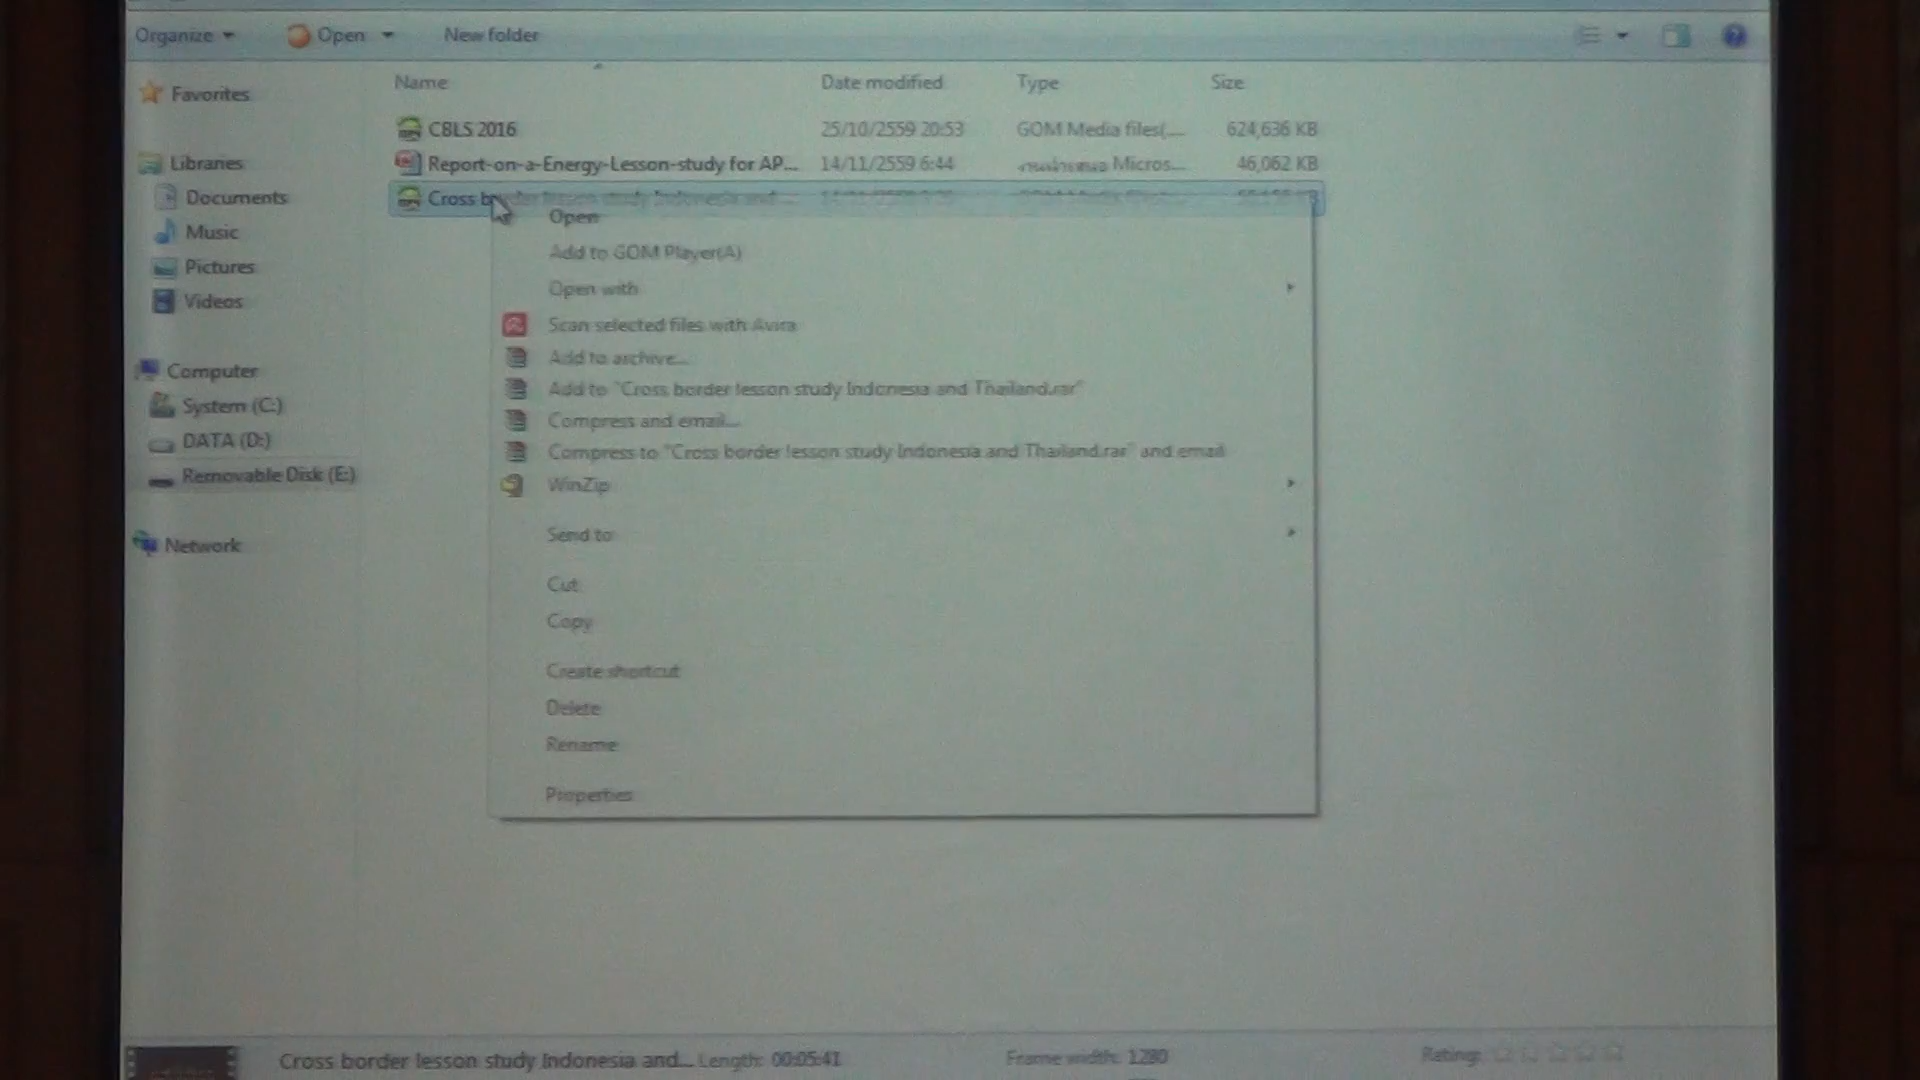 Organize Open New folder
Name Date modified Type Size
Favorites
CBLS 2016 25/10/2559 20:53 GOM Media files(.... 624,636 KB
Report-on-a-Energy-Lesson-study for AP... 14/11/2559 6:44 Micros... 46,062 KB
Cross border lesson study Indonesia and...
Libraries
Documents
Music
Pictures
Videos
Computer
System (C:)
DATA (D:)
Removable Disk (E:)
Network
Open
Add to GOM Player(A)
Open with
Scan selected files with Avira
Add to archive...
Add to "Cross border lesson study Indonesia and Thailand.rar"
Compress and email...
Compress to "Cross border lesson study Indonesia and Thailand.rar" and email
WinZip
Send to
Cut
Copy
Create shortcut
Delete
Rename
Properties
Cross border lesson study Indonesia and... Length: 00:05:41 Frame width: 1280 Rating: